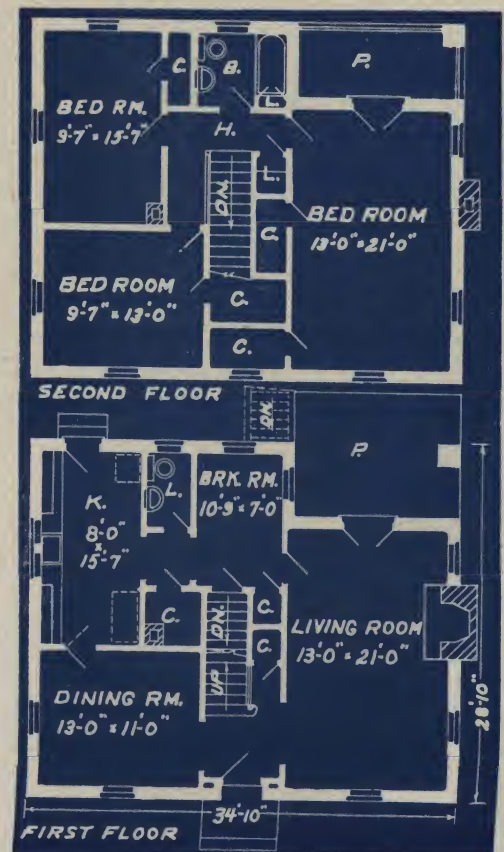 C.
B.
P.
L.
BED RM.
9'-7" × 15'-7"
H.
DN.
L.
BED ROOM
13'-0" × 21'-0"
C.
BED ROOM
9'-7" × 13'-0"
C.
C.
SECOND FLOOR
DN.
K.
8'-0"
×
15'-7"
L.
BRK. RM.
10'-9" × 7'-0"
P.
C.
DN.
C.
C.
UP
LIVING ROOM
13'-0" × 21'-0"
DINING RM.
13'-0" × 11'-0"
28'-10"
34'-10"
FIRST FLOOR